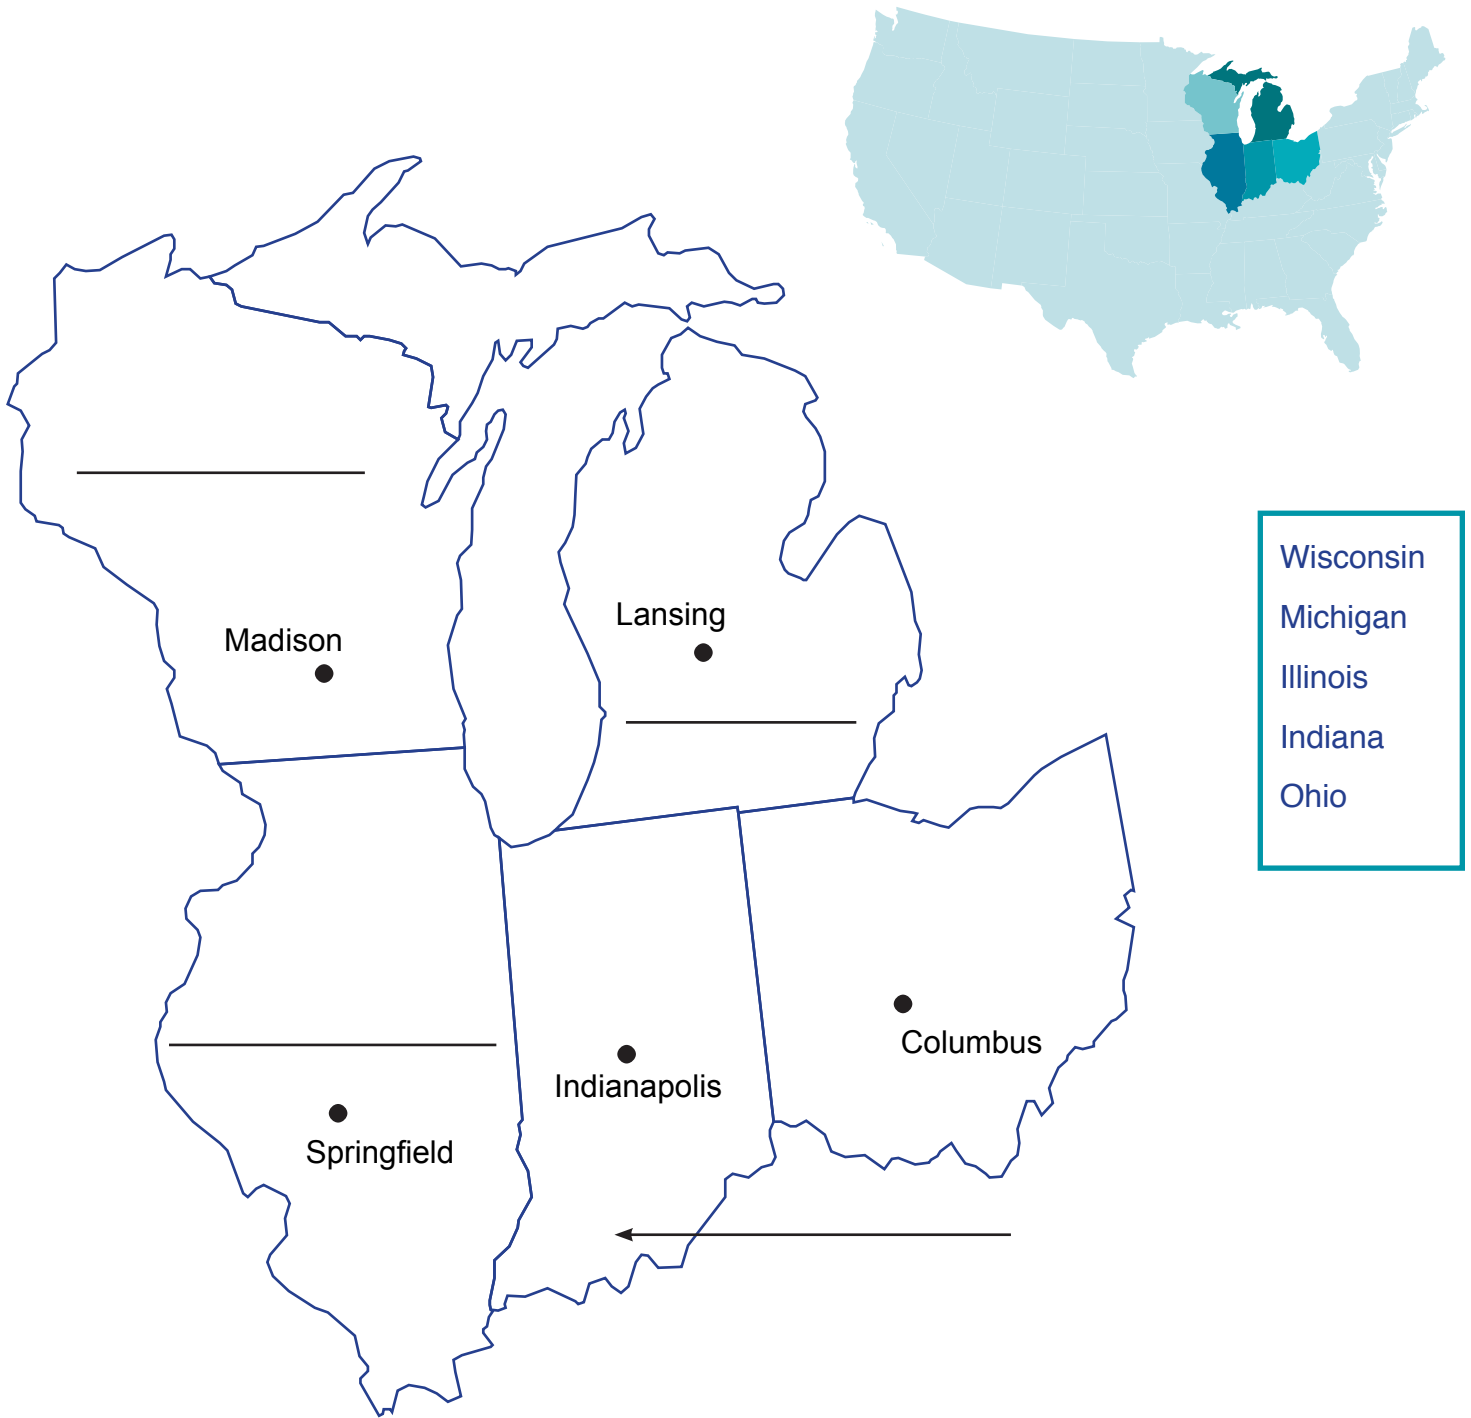 Madison
Lansing
Wisconsin
Michigan
Illinois
Indiana
Ohio
Columbus
Indianapolis
Springfield